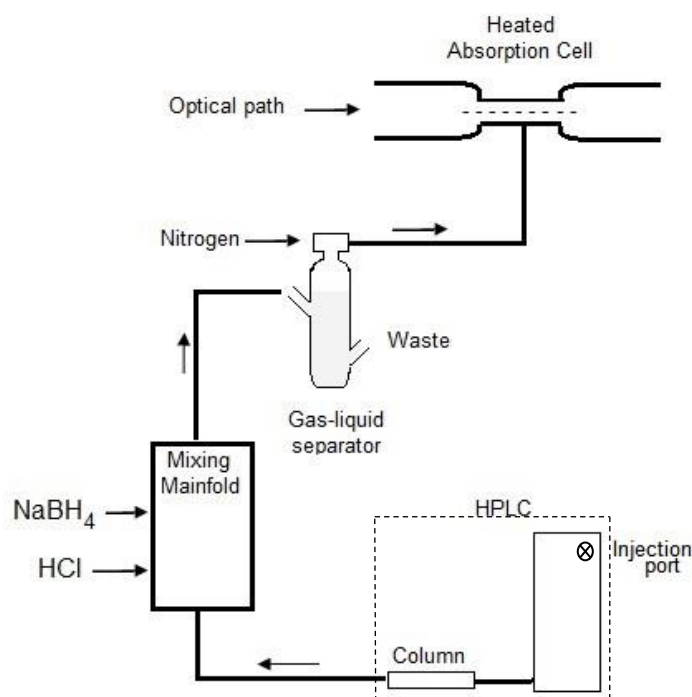 Heated
Absorption Cell
Optical path
Nitrogen
Waste
Gas-liquid
separator
Mixing
Mainfold
NaBH4
HCl
HPLC
Injection
port
Column